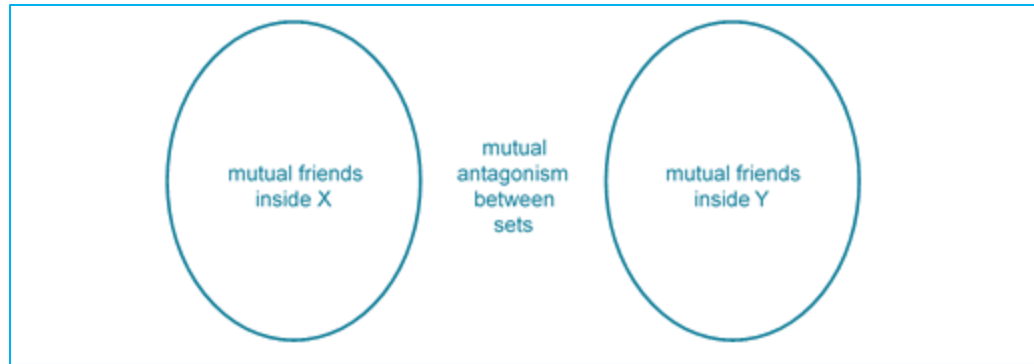 mutual friends
inside X
mutual
antagonism
between
sets
mutual friends
inside Y